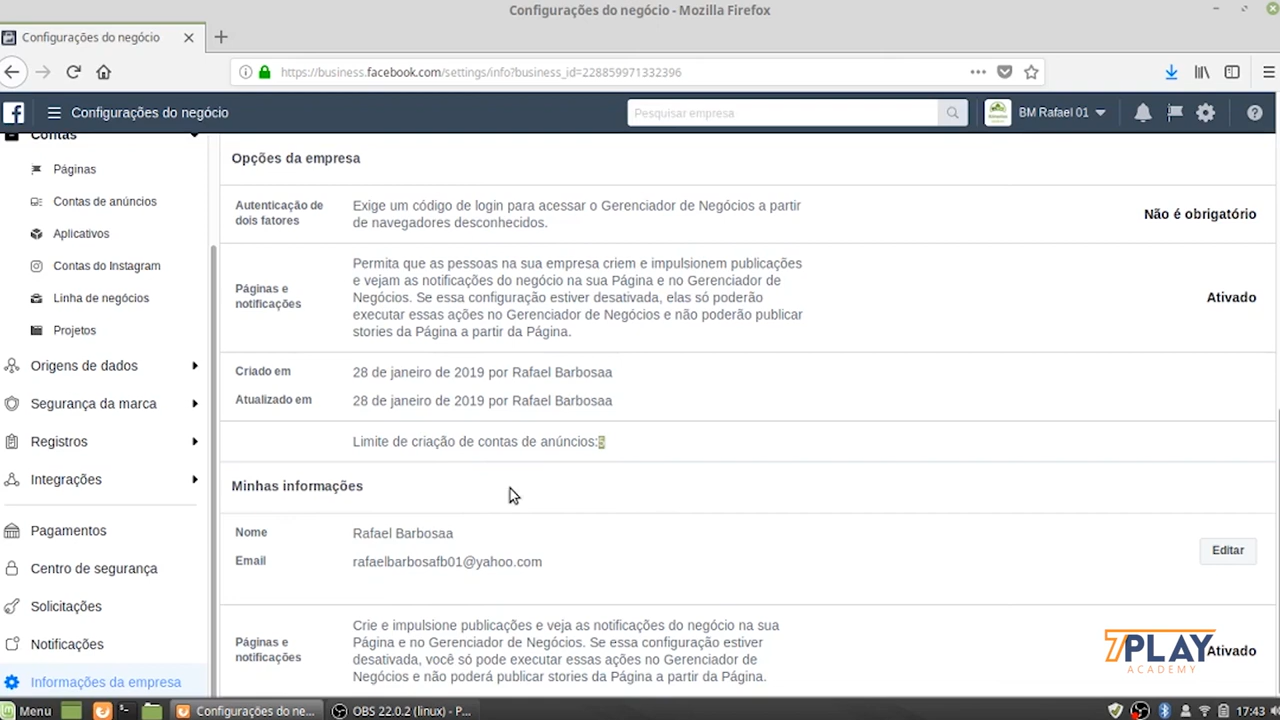 Configurações do negócio - Mozilla Firefox
Configurações do negócio
https://business.facebook.com/settings/info?business_id=228859971332396
Configurações do negócio
Pesquisar empresa
BM Rafael 01
Contas
Páginas
Contas de anúncios
Aplicativos
Contas do Instagram
Linha de negócios
Projetos
Origens de dados
Segurança da marca
Registros
Integrações
Pagamentos
Centro de segurança
Solicitações
Notificações
Informações da empresa
Opções da empresa
Autenticação de
dois fatores
Exige um código de login para acessar o Gerenciador de Negócios a partir
de navegadores desconhecidos.
Não é obrigatório
Páginas e
notificações
Permita que as pessoas na sua empresa criem e impulsionem publicações
e vejam as notificações do negócio na sua Página e no Gerenciador de
Negócios. Se essa configuração estiver desativada, elas só poderão
executar essas ações no Gerenciador de Negócios e não poderão publicar
stories da Página a partir da Página.
Ativado
Criado em
28 de janeiro de 2019 por Rafael Barbosaa
Atualizado em
28 de janeiro de 2019 por Rafael Barbosaa
Limite de criação de contas de anúncios:5
Minhas informações
Nome
Rafael Barbosaa
Email
rafaelbarbosafb01@yahoo.com
Editar
Páginas e
notificações
Crie e impulsione publicações e veja as notificações do negócio na sua
Página e no Gerenciador de Negócios. Se essa configuração estiver
desativada, você só pode executar essas ações no Gerenciador de
Negócios e não poderá publicar stories da Página a partir da Página.
Ativado
7PLAY
ACADEMY
Menu
Configurações do ne...
OBS 22.0.2 (linux) - P...
17:43